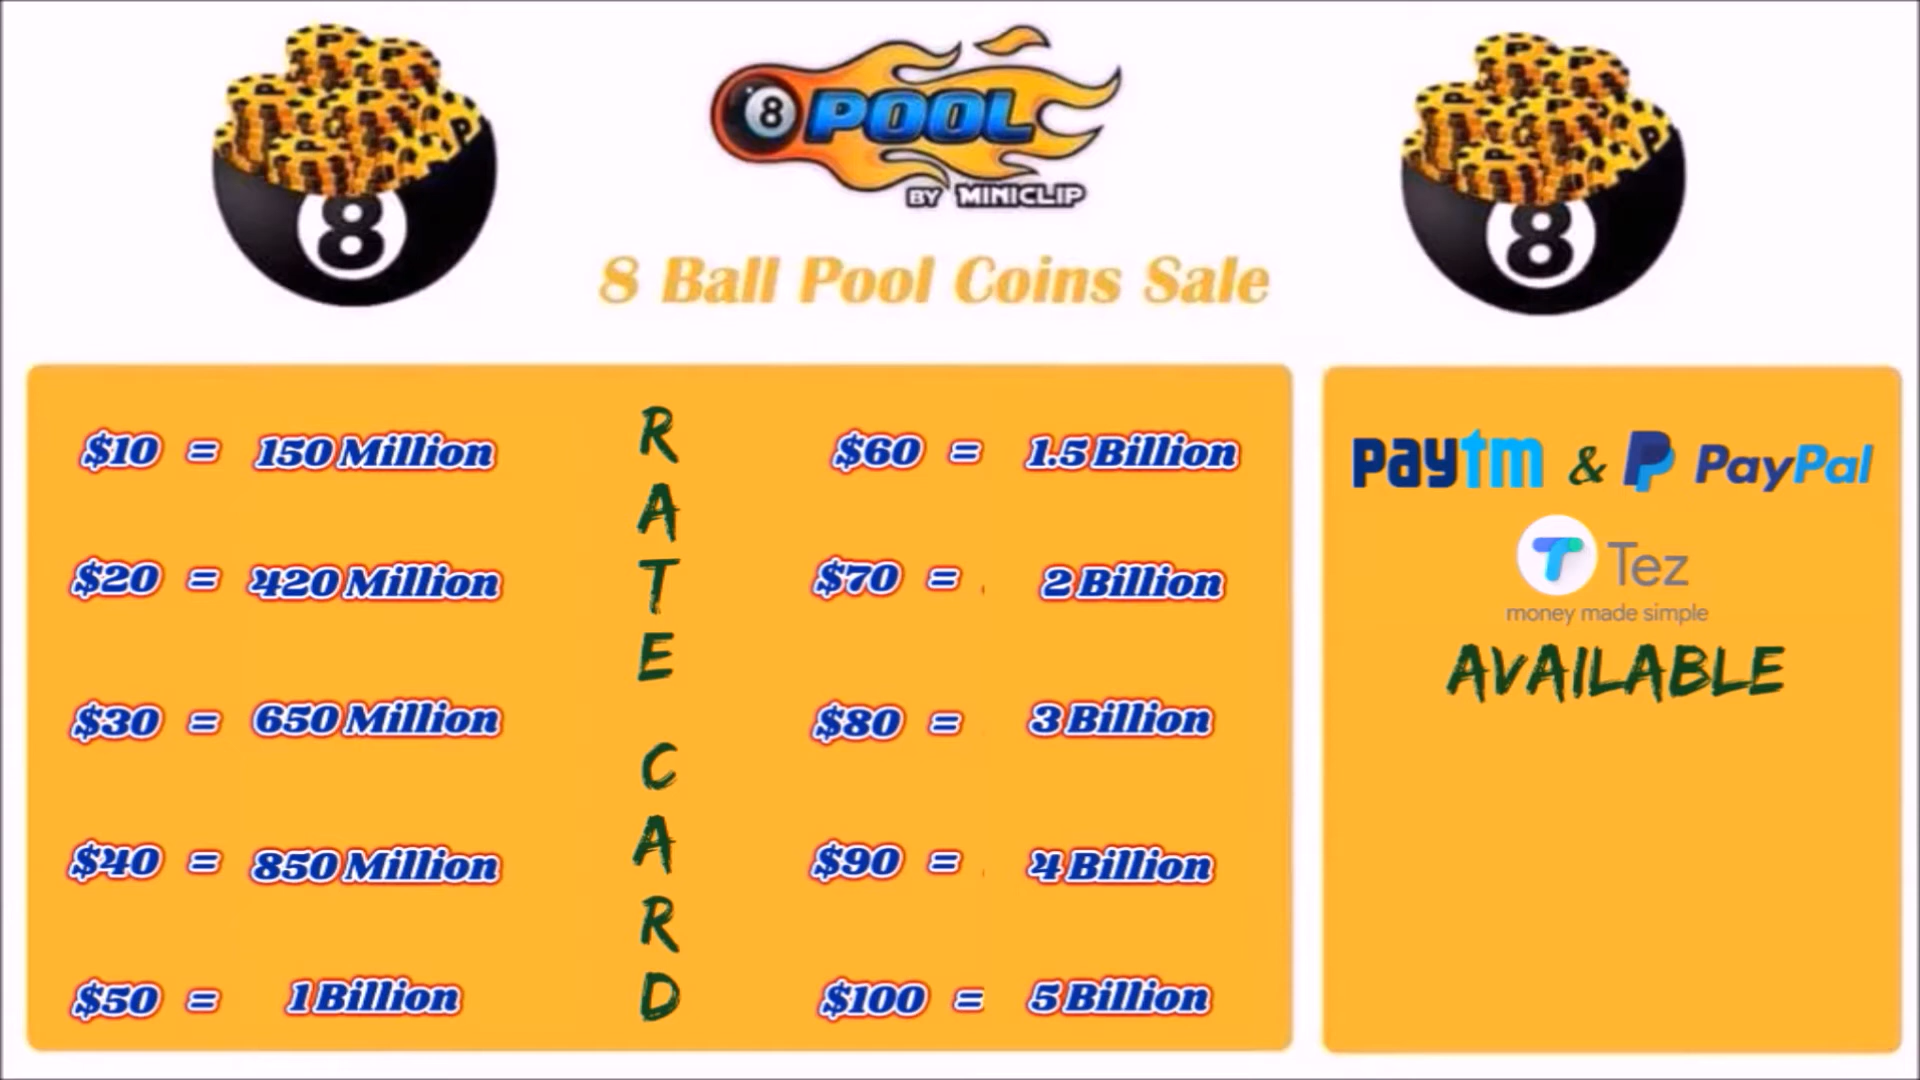 8 POOL
BY MINICLIP
8
8
8 Ball Pool Coins Sale
RATE CARD
$10 = 150 Million
$20 = 420 Million
$30 = 650 Million
$40 = 850 Million
$50 = 1 Billion
$60 = 1.5 Billion
$70 = 2 Billion
$80 = 3 Billion
$90 = 4 Billion
$100 = 5 Billion
paytm & PayPal
Tez
money made simple
AVAILABLE